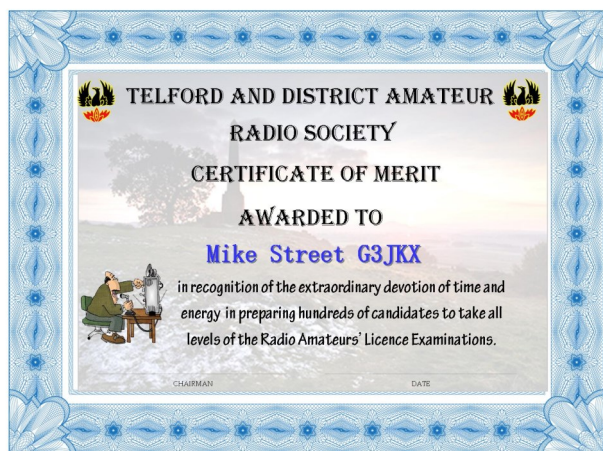 TELFORD AND DISTRICT AMATEUR
RADIO SOCIETY
CERTIFICATE OF MERIT
AWARDED TO
Mike Street G3JKX
in recognition of the extraordinary devotion of time and
energy in preparing hundreds of candidates to take all
levels of the Radio Amateurs' Licence Examinations.
CHAIRMAN DATE